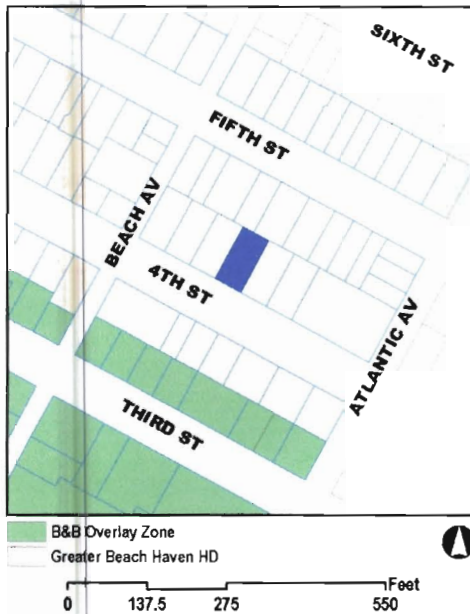 SIXTH ST
FIFTH ST
BEACH AV
4TH ST
ATLANTIC AV
THIRD ST
B&B Overlay Zone
Greater Beach Haven HD
Feet
0 137.5 275 550